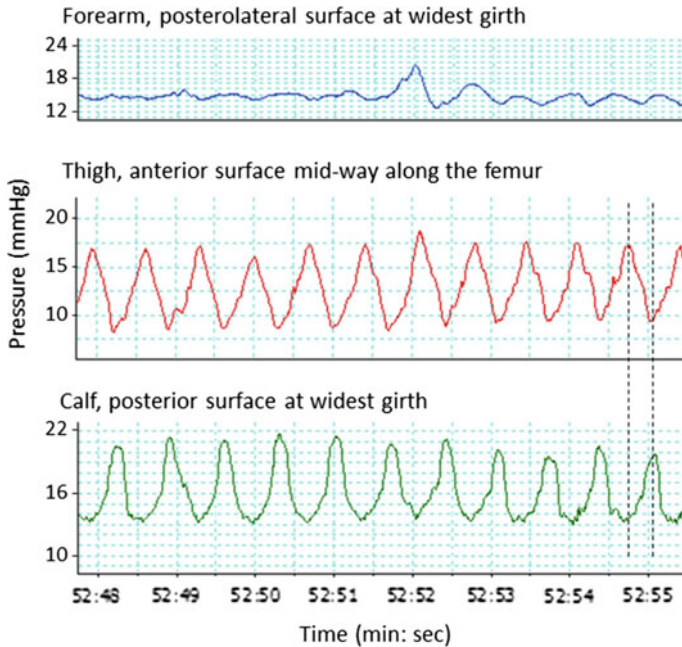 Forearm, posterolateral surface at widest girth
24
18
12
Thigh, anterior surface mid-way along the femur
20
15
10
Pressure (mmHg)
Calf, posterior surface at widest girth
22
16
10
52:48 52:49 52:50 52:51 52:52 52:53 52:54 52:55
Time (min: sec)